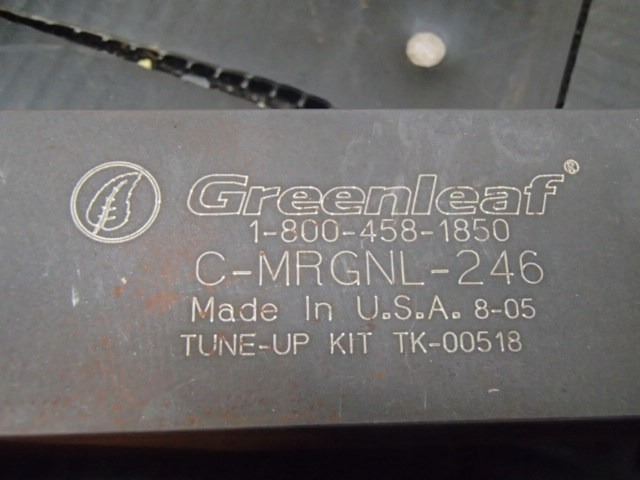 Greenleaf®
1-800-458-1850
C-MRGNL-246
Made In U.S.A. 8-05
TUNE-UP KIT TK-00518